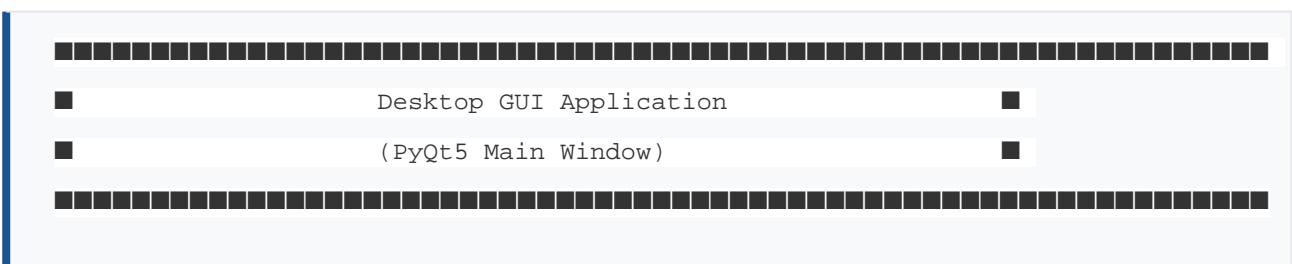 ■■■■■■■■■■■■■■■■■■■■■■■■■■■■■■■■■■■■■■■■■■■■■■■
■ Desktop GUI Application ■
■ (PyQt5 Main Window) ■
■■■■■■■■■■■■■■■■■■■■■■■■■■■■■■■■■■■■■■■■■■■■■■■